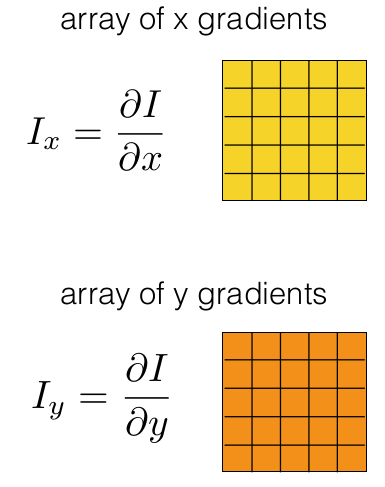 array of x gradients
I_x = ∂I/∂x
array of y gradients
I_y = ∂I/∂y